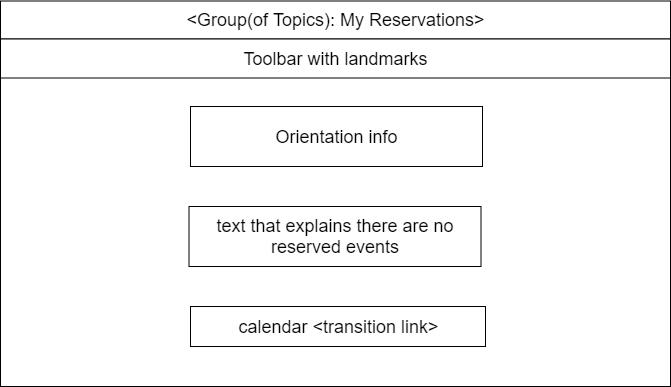 <Group(of Topics): My Reservations>
Toolbar with landmarks
Orientation info
text that explains there are no
reserved events
calendar <transition link>